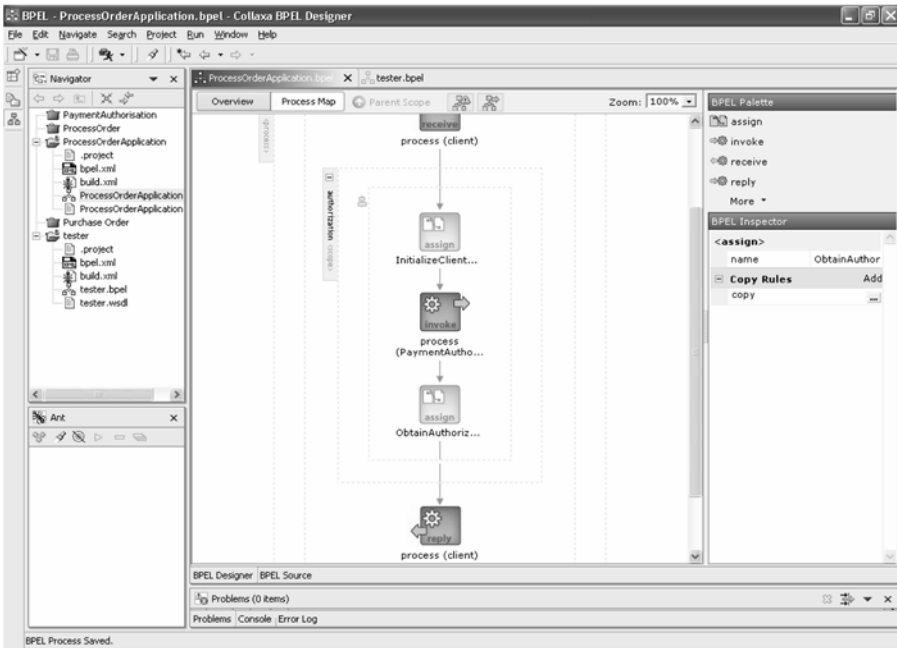 BPEL - ProcessOrderApplication.bpel - Collaxa BPEL Designer
File Edit Navigate Search Project Run Window Help
Navigator
PaymentAuthorisation
ProcessOrder
ProcessOrderApplication
.project
bpel.xml
build.xml
ProcessOrderApplication
ProcessOrderApplication
Purchase Order
tester
.project
bpel.xml
build.xml
tester.bpel
tester.wsdl
Ant
ProcessOrderApplication.bpel
tester.bpel
Overview Process Map Parent Scope Zoom: 100%
<process>
receive
process (client)
authorization <scope>
assign
InitializeClient...
invoke
process
(PaymentAutho...
assign
ObtainAuthoriz...
reply
process (client)
BPEL Designer BPEL Source
BPEL Palette
assign
invoke
receive
reply
More
BPEL Inspector
<assign>
name ObtainAuthor
Copy Rules Add
copy ...
Problems (0 items)
Problems Console Error Log
BPEL Process Saved.